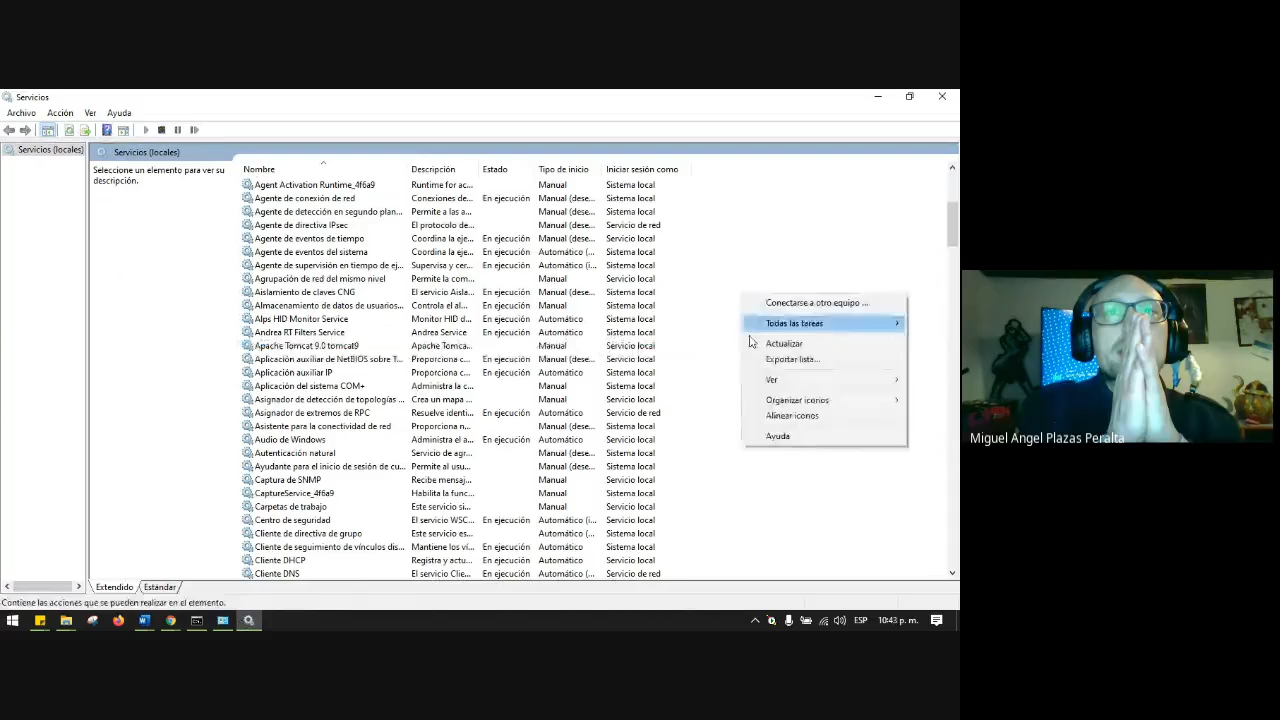 Servicios
Archivo Acción Ver Ayuda
Servicios (locales)
Servicios (locales)
Seleccione un elemento para ver su
descripción.
Nombre Descripción Estado Tipo de inicio Iniciar sesión como
Agent Activation Runtime_4f6a9 Runtime for ac... Manual Sistema local
Agente de conexión de red Conexiones de... En ejecución Manual (dese... Sistema local
Agente de detección en segundo plan... Permite a las a... Manual (dese... Sistema local
Agente de directiva IPsec El protocolo de... Manual (dese... Servicio de red
Agente de eventos de tiempo Coordina la eje... En ejecución Manual (dese... Servicio local
Agente de eventos del sistema Coordina la eje... En ejecución Automático (... Sistema local
Agente de supervisión en tiempo de ej... Supervisa y cer... En ejecución Automático (i... Sistema local
Agrupación de red del mismo nivel Permite la com... Manual Servicio local
Aislamiento de claves CNG El servicio Aisla... En ejecución Manual (dese... Sistema local
Almacenamiento de datos de usuarios... Controla el al... En ejecución Manual Sistema local
Alps HID Monitor Service Monitor HID d... En ejecución Automático Sistema local
Andrea RT Filters Service Andrea Service En ejecución Automático Sistema local
Apache Tomcat 9.0 tomcat9 Apache Tomca... Manual Servicio local
Aplicación auxiliar de NetBIOS sobre T... Proporciona c... En ejecución Manual (dese... Servicio local
Aplicación auxiliar IP Proporciona c... En ejecución Automático Sistema local
Aplicación del sistema COM+ Administra la c... Manual Sistema local
Asignador de detección de topologías ... Crea un mapa ... Manual Servicio local
Asignador de extremos de RPC Resuelve identi... En ejecución Automático Servicio de red
Asistente para la conectividad de red Proporciona n... Manual (dese... Sistema local
Audio de Windows Administra el a... En ejecución Automático Servicio local
Autenticación natural Servicio de agr... Manual (dese... Sistema local
Ayudante para el inicio de sesión de cu... Permite al usu... Manual (dese... Sistema local
Captura de SNMP Recibe mensaj... Manual Servicio local
CaptureService_4f6a9 Habilita la func... Manual Sistema local
Carpetas de trabajo Este servicio si... Manual Servicio local
Centro de seguridad El servicio WSC... En ejecución Automático (i... Servicio local
Cliente de directiva de grupo Este servicio es... Automático (... Sistema local
Cliente de seguimiento de vínculos dis... Mantiene los ví... En ejecución Automático Sistema local
Cliente DHCP Registra y actu... En ejecución Automático Servicio local
Cliente DNS El servicio Clie... En ejecución Automático (... Servicio de red
Conectarse a otro equipo ...
Todas las tareas
Actualizar
Exportar lista...
Ver
Organizar iconos
Alinear iconos
Ayuda
Extendido Estándar
Contiene las acciones que se pueden realizar en el elemento.
ESP 10:43 p. m.
Miguel Ángel Plazas Peralta